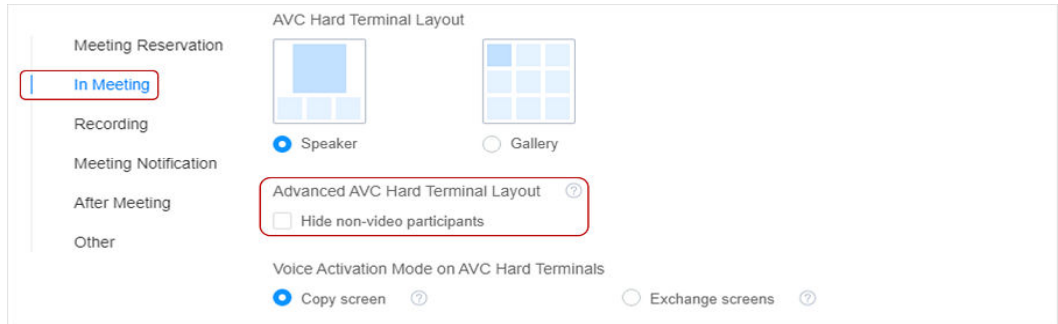 Meeting Reservation
In Meeting
Recording
Meeting Notification
After Meeting
Other
AVC Hard Terminal Layout
Speaker
Gallery
Advanced AVC Hard Terminal Layout ?
Hide non-video participants
Voice Activation Mode on AVC Hard Terminals
Copy screen ?
Exchange screens ?